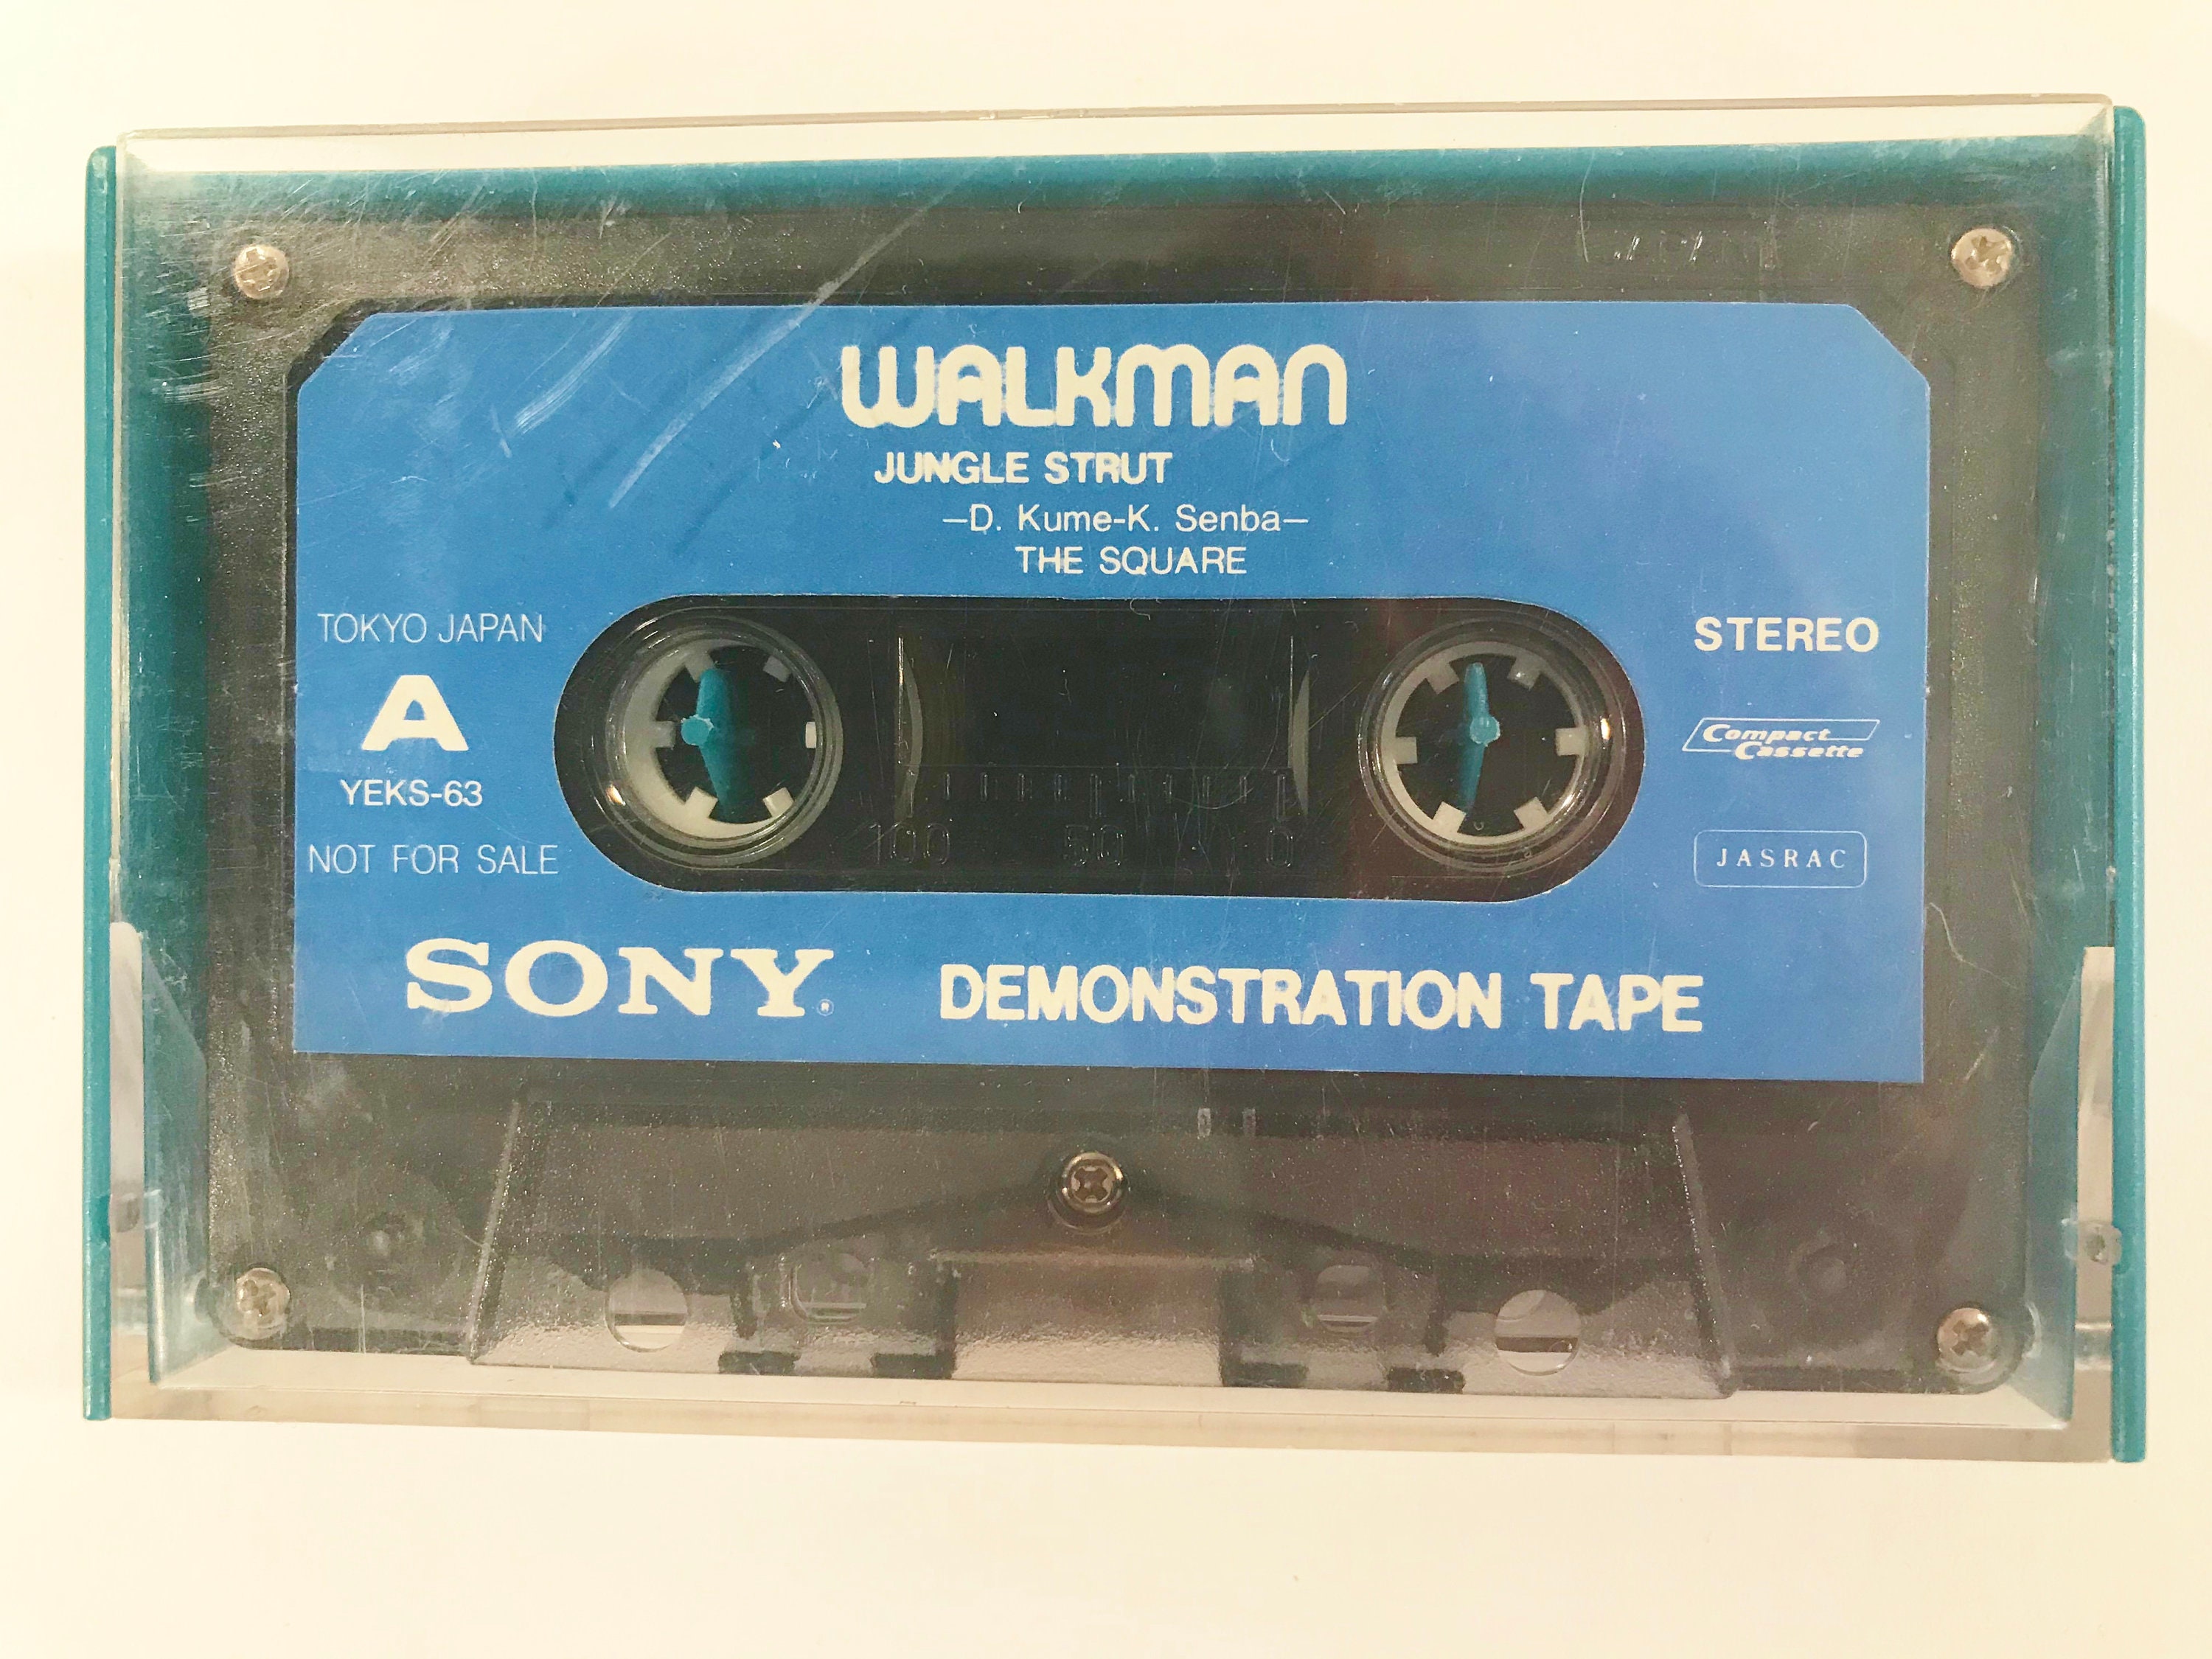 JAPAN
WALKMAN
JUNGLE STRUT
—D. Kume-K. Senba—
THE SQUARE
TOKYO JAPAN
A
YEKS-63
NOT FOR SALE
STEREO
Compact
Cassette
JASRAC
100 50 0
SONY®
DEMONSTRATION TAPE